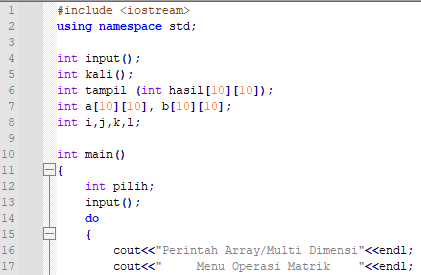 1 #include <iostream>
2 using namespace std;
3
4 int input();
5 int kali();
6 int tampil (int hasil[10][10]);
7 int a[10][10], b[10][10];
8 int i,j,k,l;
9
10 int main()
11 {
12 int pilih;
13 input();
14 do
15 {
16 cout<<"Perintah Array/Multi Dimensi"<<endl;
17 cout<<"     Menu Operasi Matrik    "<<endl;